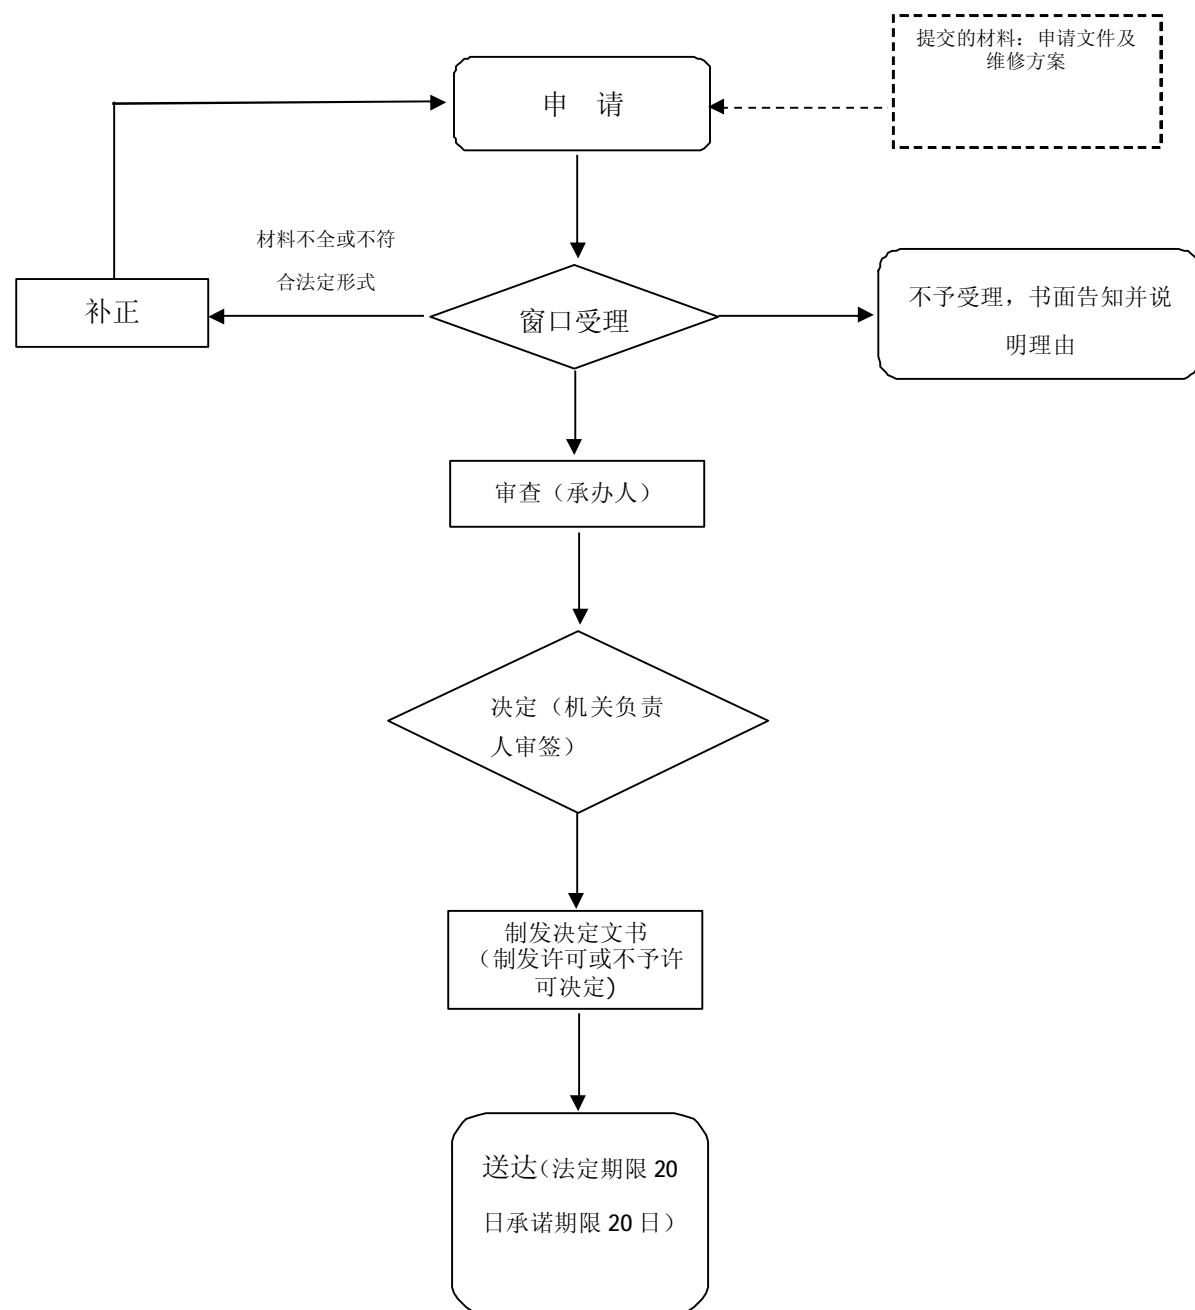 提交的材料：申请文件及
维修方案
申 请
材料不全或不符
合法定形式
补正
窗口受理
不予受理，书面告知并说
明理由
审查（承办人）
决定（机关负责
人审签）
制发决定文书
（制发许可或不予许
可决定)
送达（法定期限 20
日承诺期限 20 日）